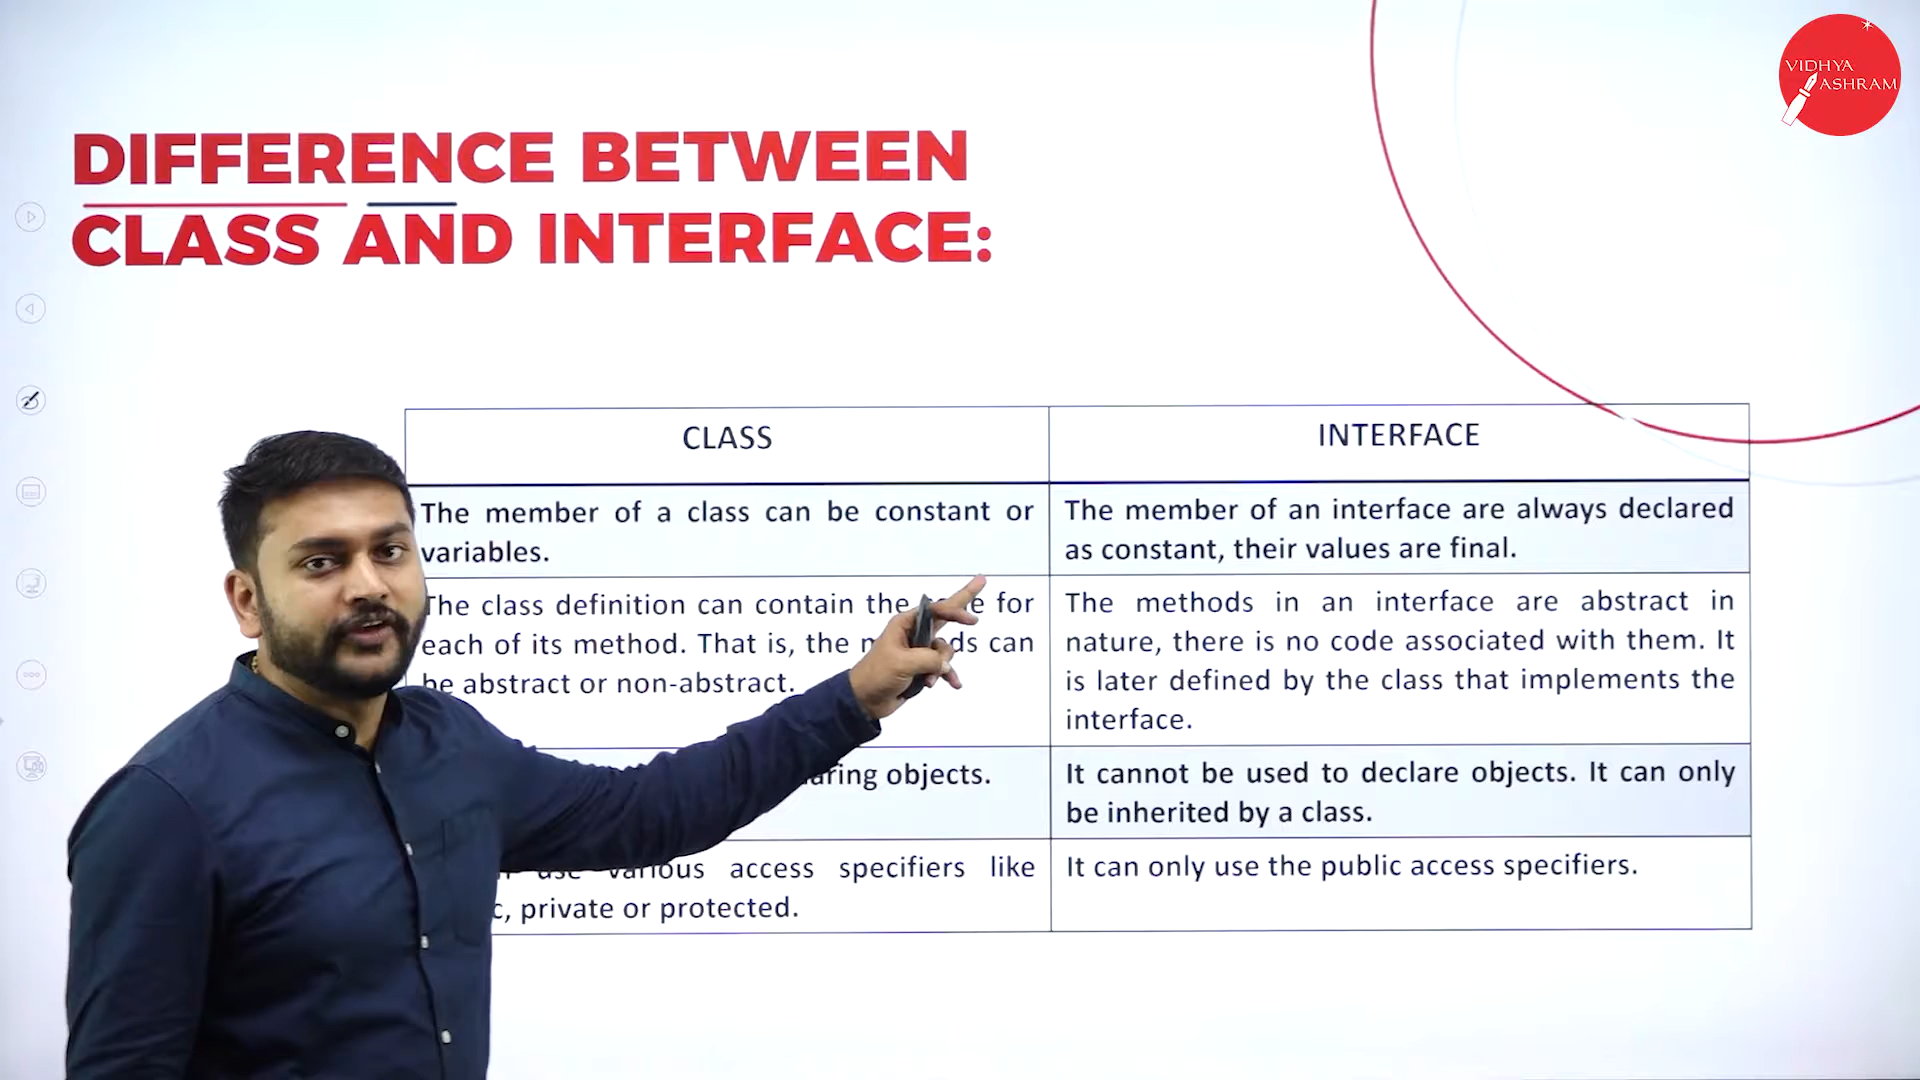 VIDHYA
ASHRAM
DIFFERENCE BETWEEN
CLASS AND INTERFACE:
CLASS
INTERFACE
The member of a class can be constant or
variables.
The member of an interface are always declared
as constant, their values are final.
The class definition can contain the for
each of its method. That is, the can
be abstract or non-abstract.
The methods in an interface are abstract in
nature, there is no code associated with them. It
is later defined by the class that implements the
interface.
objects.
It cannot be used to declare objects. It can only
be inherited by a class.
use various access specifiers like
private or protected.
It can only use the public access specifiers.